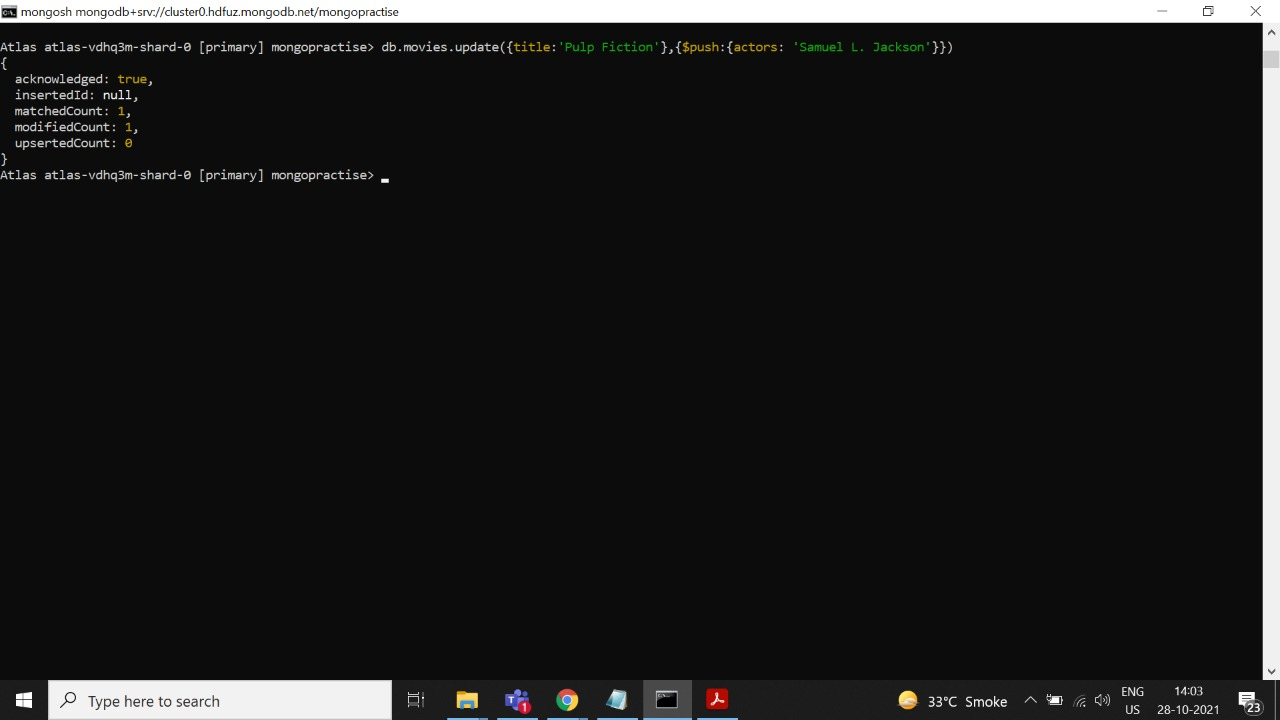 mongosh mongodb+srv://cluster0.hdfuz.mongodb.net/mongopractise
Atlas atlas-vdhq3m-shard-0 [primary] mongopractise> db.movies.update({title:'Pulp Fiction'},{$push:{actors: 'Samuel L. Jackson'}})
{
  acknowledged: true,
  insertedId: null,
  matchedCount: 1,
  modifiedCount: 1,
  upsertedCount: 0
}
Atlas atlas-vdhq3m-shard-0 [primary] mongopractise>
Type here to search
1
33°C Smoke
ENG
US
14:03
28-10-2021
23